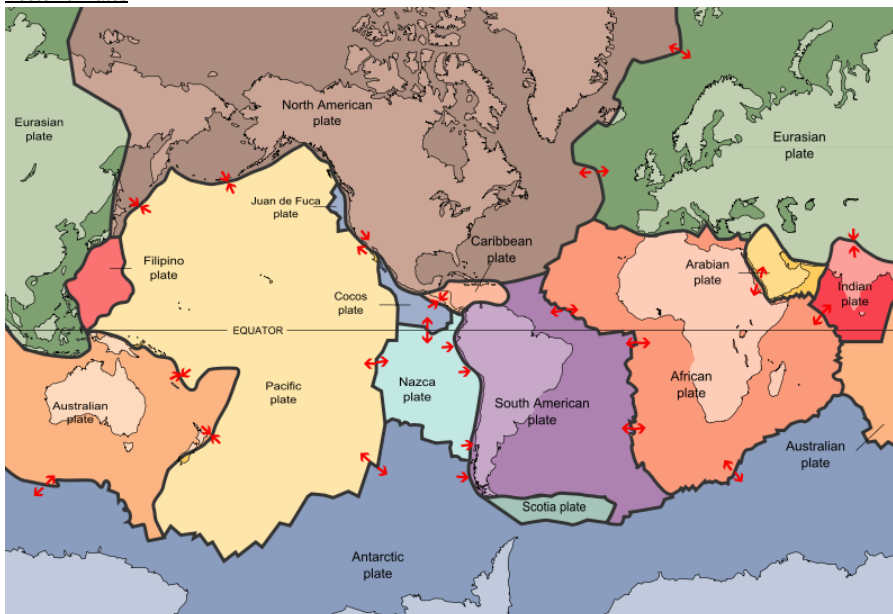 Eurasian
plate
North American
plate
Eurasian
plate
Juan de Fuca
plate
Caribbean
plate
Filipino
plate
Arabian
plate
Cocos
plate
Indian
plate
EQUATOR
Pacific
plate
Nazca
plate
African
plate
Australian
plate
South American
plate
Australian
plate
Scotia plate
Antarctic
plate